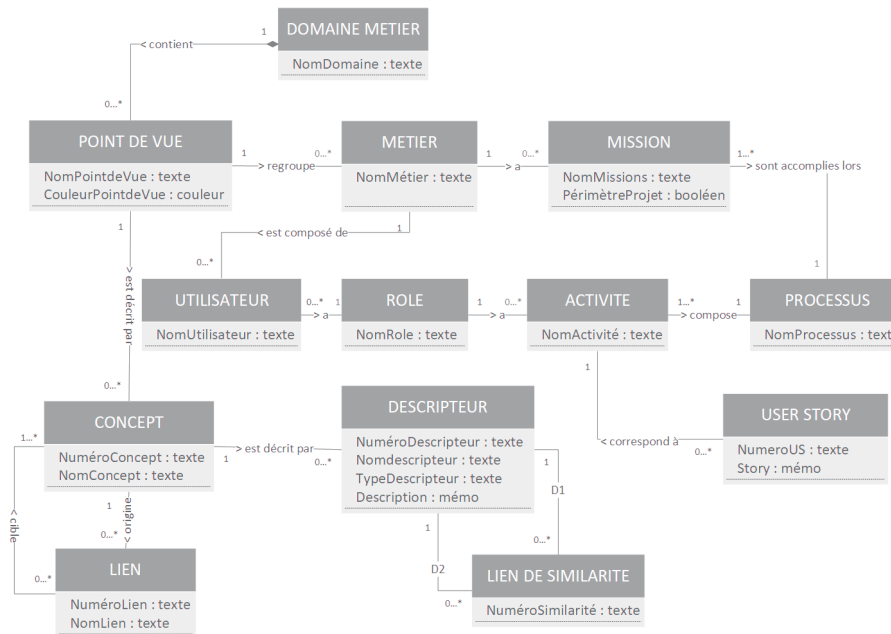 DOMAINE METIER
NomDomaine : texte
1
< contient
0...*
POINT DE VUE
NomPointdeVue : texte
CouleurPointdeVue : couleur
1
> regroupe
0...*
METIER
NomMétier : texte
1
> a
0...*
MISSION
NomMissions : texte
PérimètreProjet : booléen
1...*
> sont accomplies lors
1
1
< est composé de
0...*
1
> est décrit par
0...*
UTILISATEUR
NomUtilisateur : texte
0...*
> a
1
ROLE
NomRole : texte
1
> a
0...*
ACTIVITE
NomActivité : texte
1...*
> compose
1
PROCESSUS
NomProcessus : texte
1
< correspond à
0...*
USER STORY
NumeroUS : texte
Story : mémo
CONCEPT
NuméroConcept : texte
NomConcept : texte
1
> est décrit par
0...*
DESCRIPTEUR
NuméroDescripteur : texte
Nomdescripteur : texte
TypeDescripteur : texte
Description : mémo
1...*
< cible
0...*
1
< origine
0...*
LIEN
NuméroLien : texte
NomLien : texte
1
D1
0...*
1
D2
0...*
LIEN DE SIMILARITE
NuméroSimilarité : texte